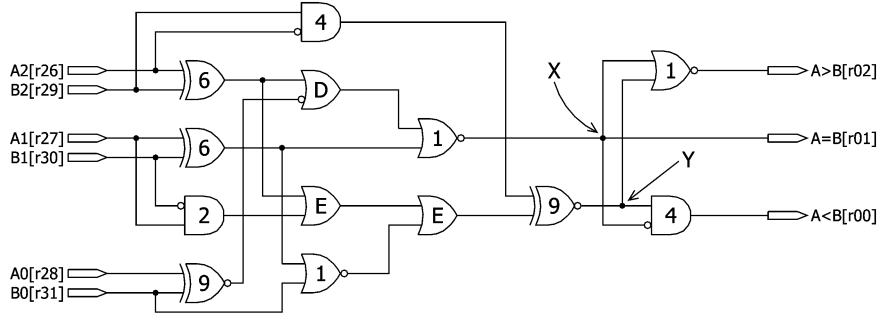 4
A2[r26]
B2[r29]
6
D
1
X
1
A>B[r02]
A1[r27]
B1[r30]
6
1
A=B[r01]
Y
2
E
E
9
4
A<B[r00]
A0[r28]
B0[r31]
9
1